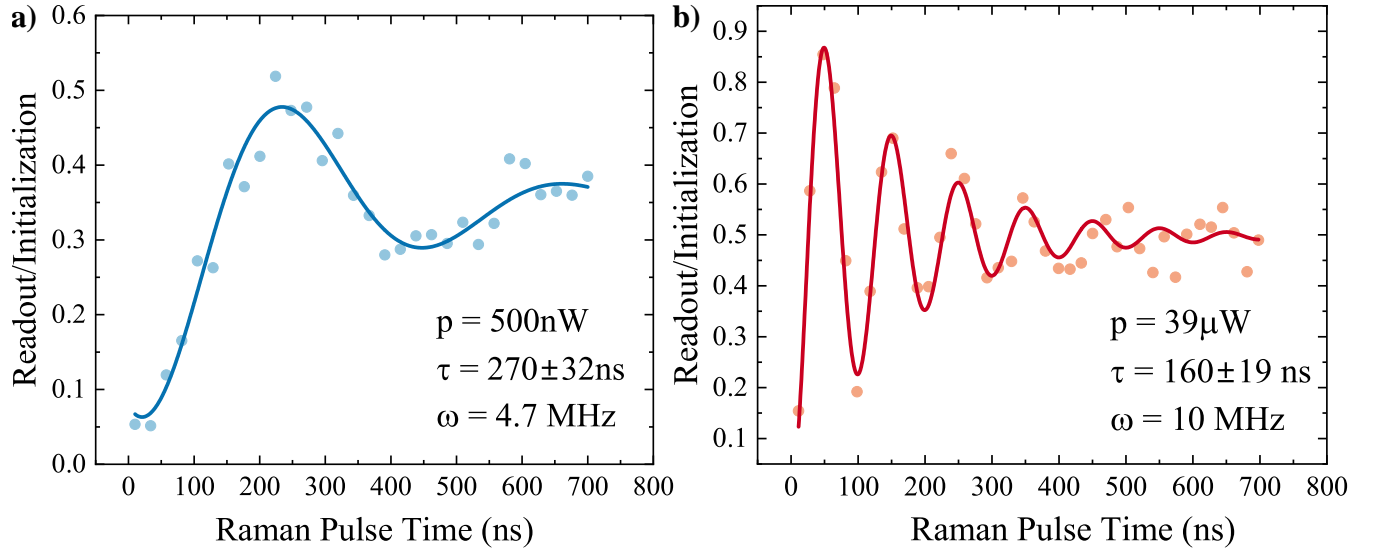 a)
Readout/Initialization
0.6
0.5
0.4
0.3
0.2
0.1
0.0
p = 500nW
τ = 270±32ns
ω = 4.7 MHz
0 100 200 300 400 500 600 700 800
Raman Pulse Time (ns)
b)
Readout/Initialization
0.9
0.8
0.7
0.6
0.5
0.4
0.3
0.2
0.1
p = 39μW
τ = 160±19 ns
ω = 10 MHz
0 100 200 300 400 500 600 700 800
Raman Pulse Time (ns)